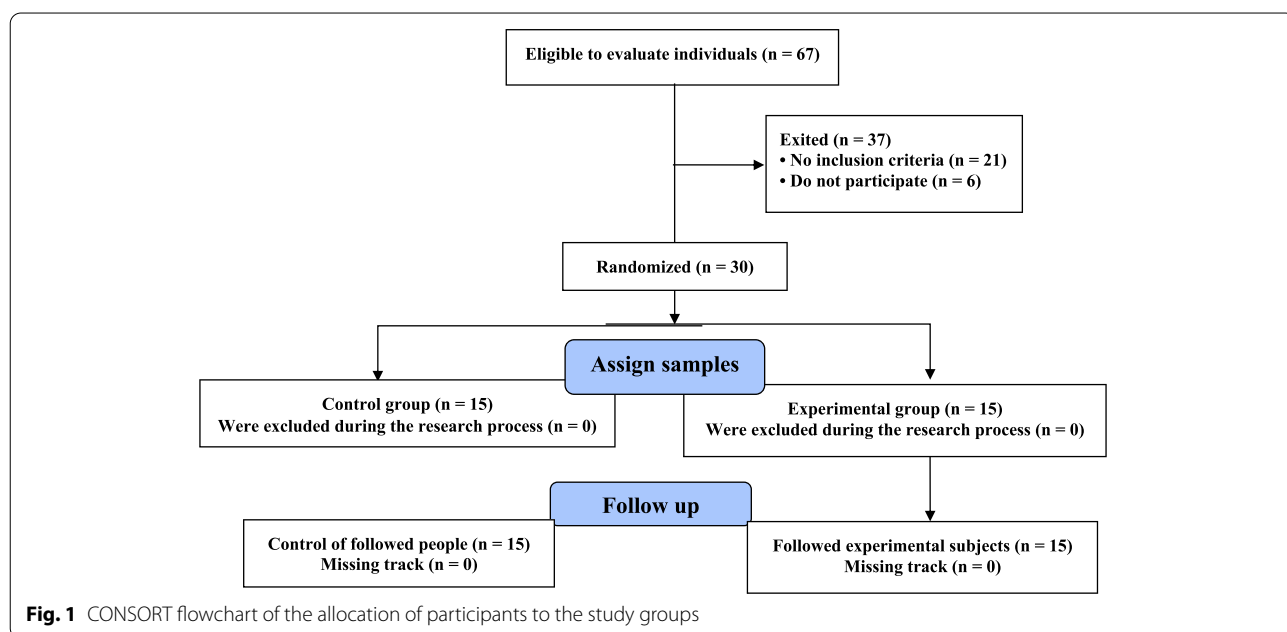 Eligible to evaluate individuals (n = 67)
Exited (n = 37)
• No inclusion criteria (n = 21)
• Do not participate (n = 6)
Randomized (n = 30)
Assign samples
Control group (n = 15)
Were excluded during the research process (n = 0)
Experimental group (n = 15)
Were excluded during the research process (n = 0)
Follow up
Control of followed people (n = 15)
Missing track (n = 0)
Followed experimental subjects (n = 15)
Missing track (n = 0)
Fig. 1 CONSORT flowchart of the allocation of participants to the study groups